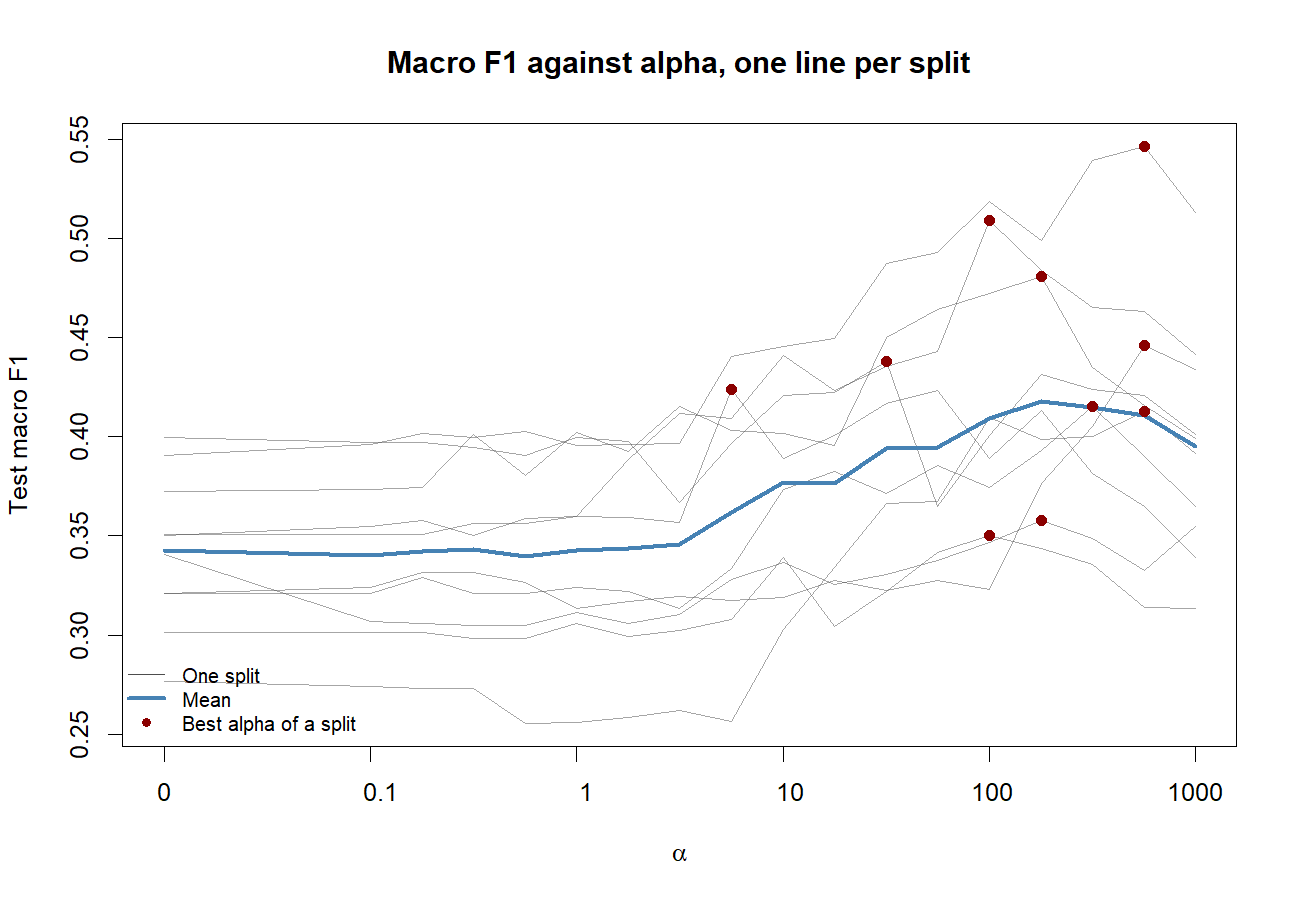 Macro F1 against alpha, one line per split
Test macro F1
0.55
0.50
0.45
0.40
0.35
0.30
0.25
One split
Mean
Best alpha of a split
0 0.1 1 10 100 1000
α